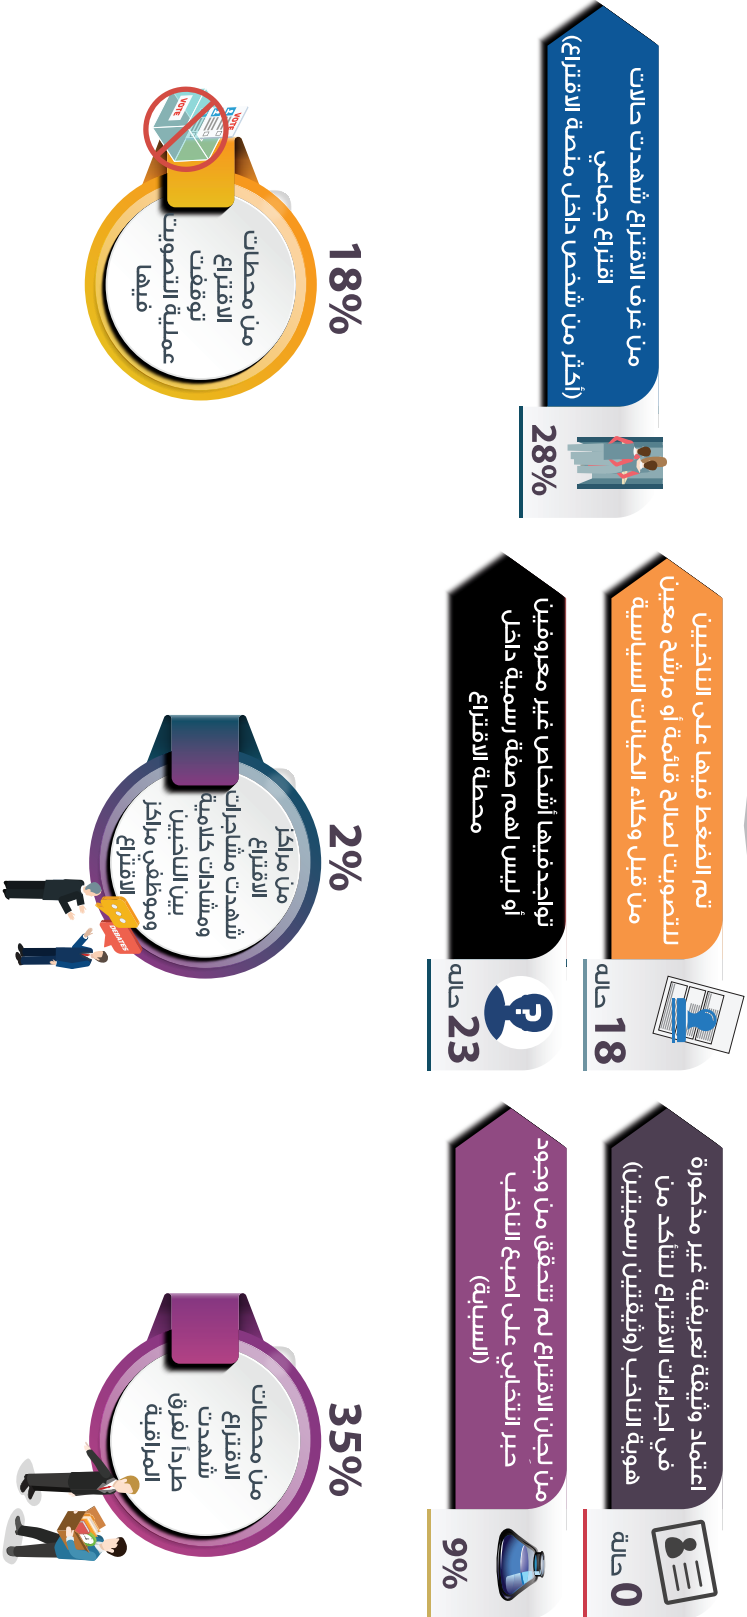 اعتماد وثيقة تعريفية غير مذكورة
في اجراءات الاقتراع للتأكد من
هوية الناخب (وثيقتين رسميتين)
0 حالة
تم الضغط فيها على الناخبين
للتصويت لصالح قائمة أو مرشح معين
من قبل وكلاء الكيانات السياسية
18 حالة
من غرف الاقتراع شهدت حالات
اقتراع جماعي
(أكثر من شخص داخل منصة الاقتراع)
28%
من لجان الاقتراع لم تتحقق من وجود
حبر انتخابي على اصبع الناخب
(السبابة)
9%
تواجد فيها أشخاص غير معروفين
أو ليس لهم صفة رسمية داخل
محطة الاقتراع
23 حالة
35%
من محطات
الاقتراع
شهدت
طرداً لفرق
المراقبة
2%
من مراكز
الاقتراع
شهدت مشاجرات
ومشادات كلامية
بين الناخبين
وموظفي مراكز
الاقتراع
DEBATES
18%
من محطات
الاقتراع
توقفت
عملية التصويت
فيها
VOTE
VOTE